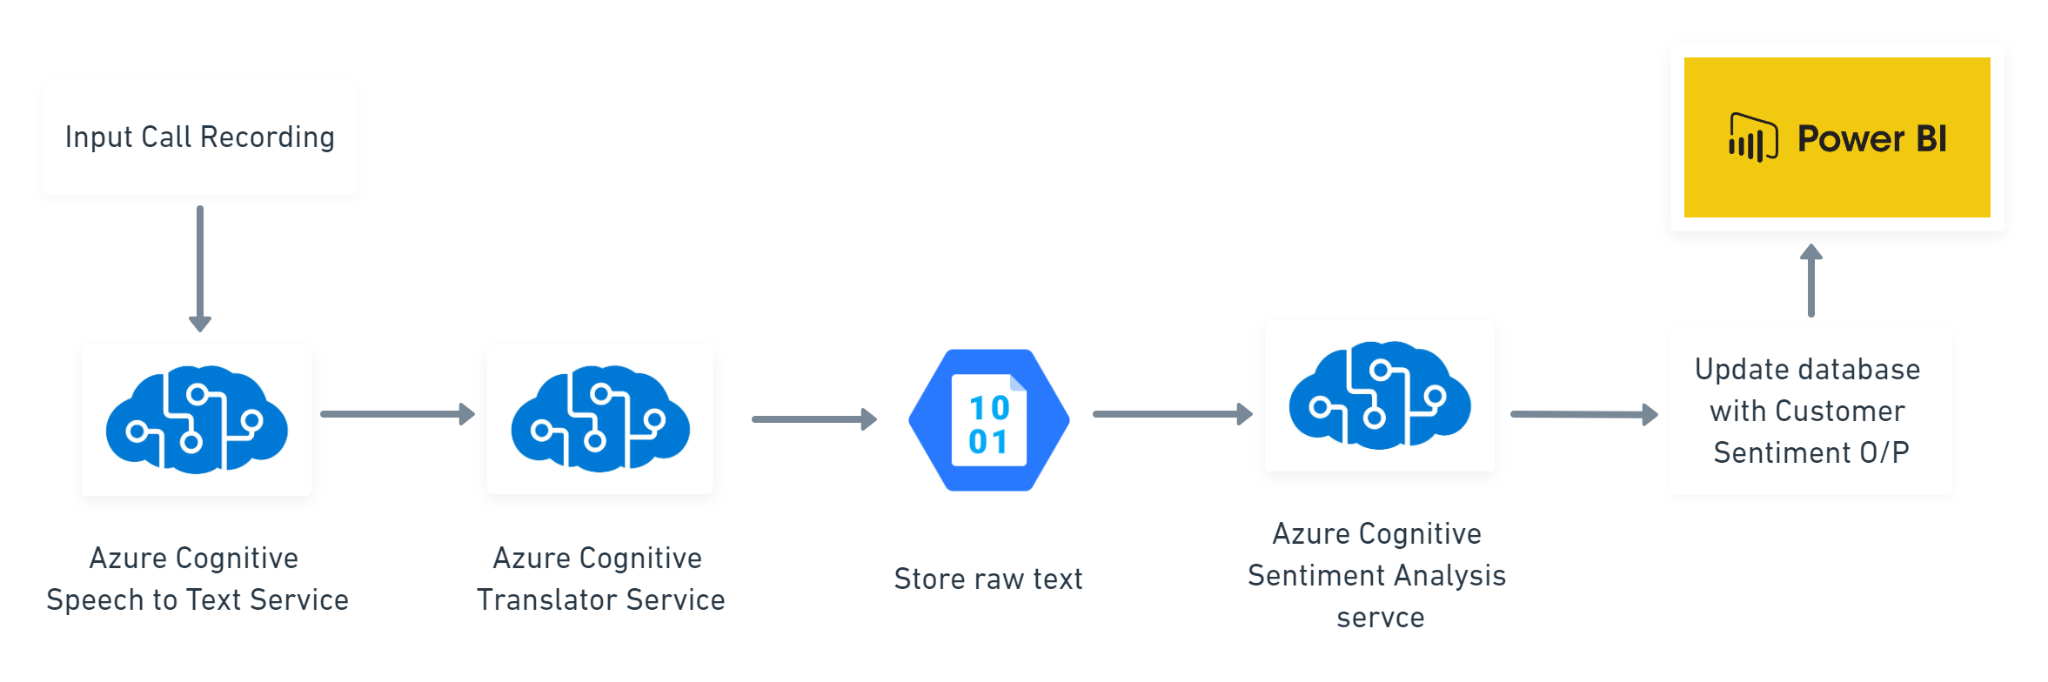 Input Call Recording
Power BI
10
01
Update database
with Customer
Sentiment O/P
Azure Cognitive
Speech to Text Service
Azure Cognitive
Translator Service
Store raw text
Azure Cognitive
Sentiment Analysis
servce